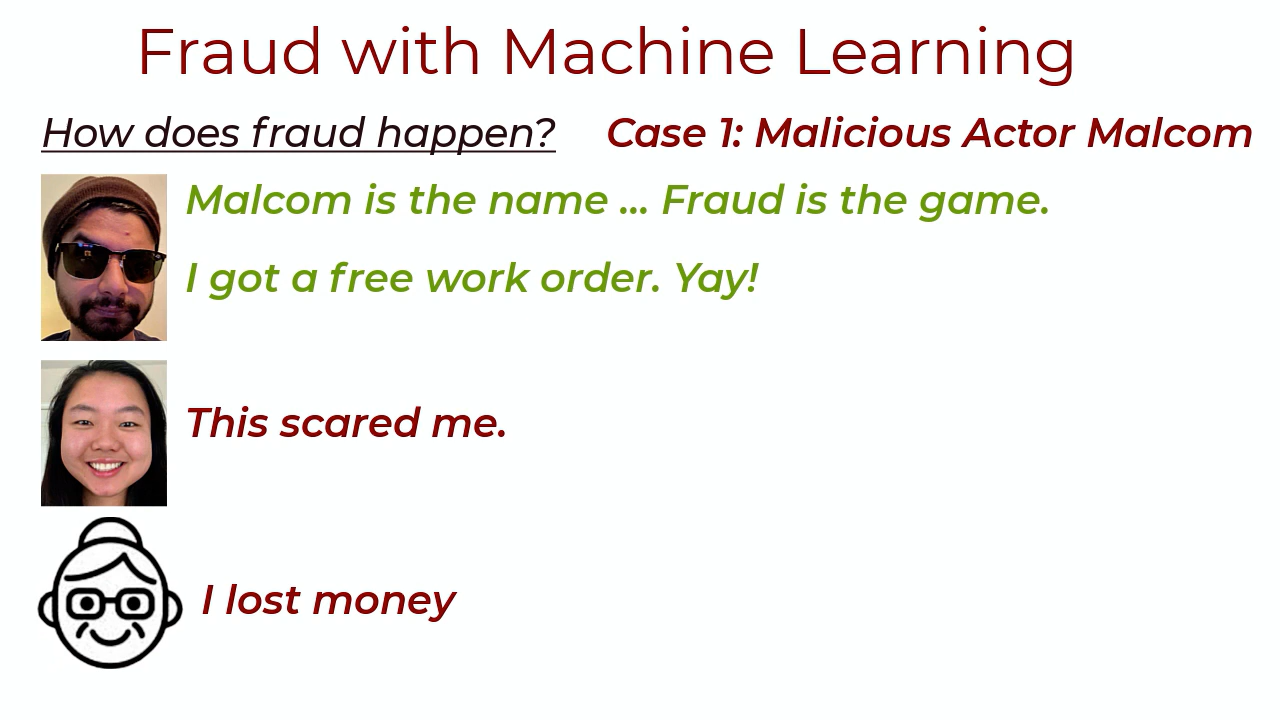 Fraud with Machine Learning
How does fraud happen? Case 1: Malicious Actor Malcom
Malcom is the name ... Fraud is the game.
I got a free work order. Yay!
This scared me.
I lost money